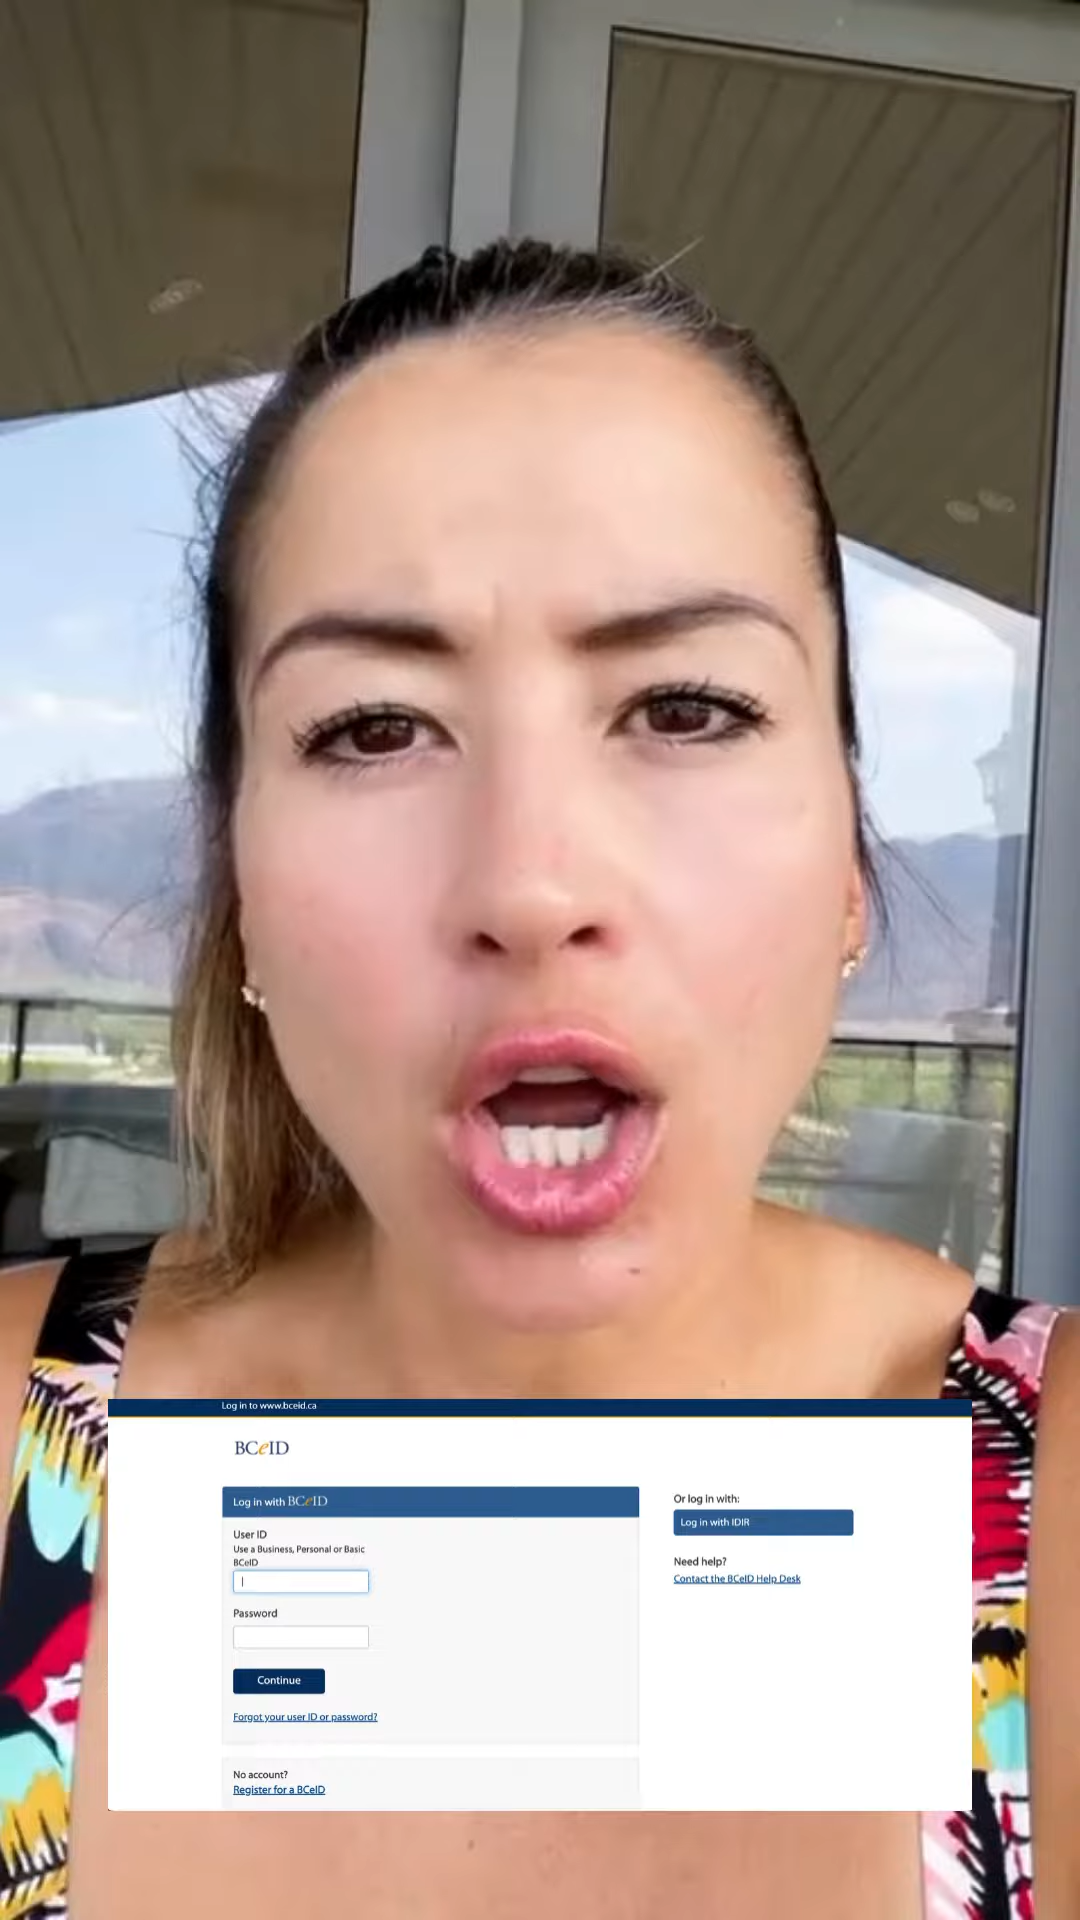 Log in to www.bceid.ca
BCeID
Log in with BCeID
User ID
Use a Business, Personal or Basic
BCeID
Password
Continue
Forgot your user ID or password?
No account?
Register for a BCeID
Or log in with:
Log in with IDIR
Need help?
Contact the BCeID Help Desk